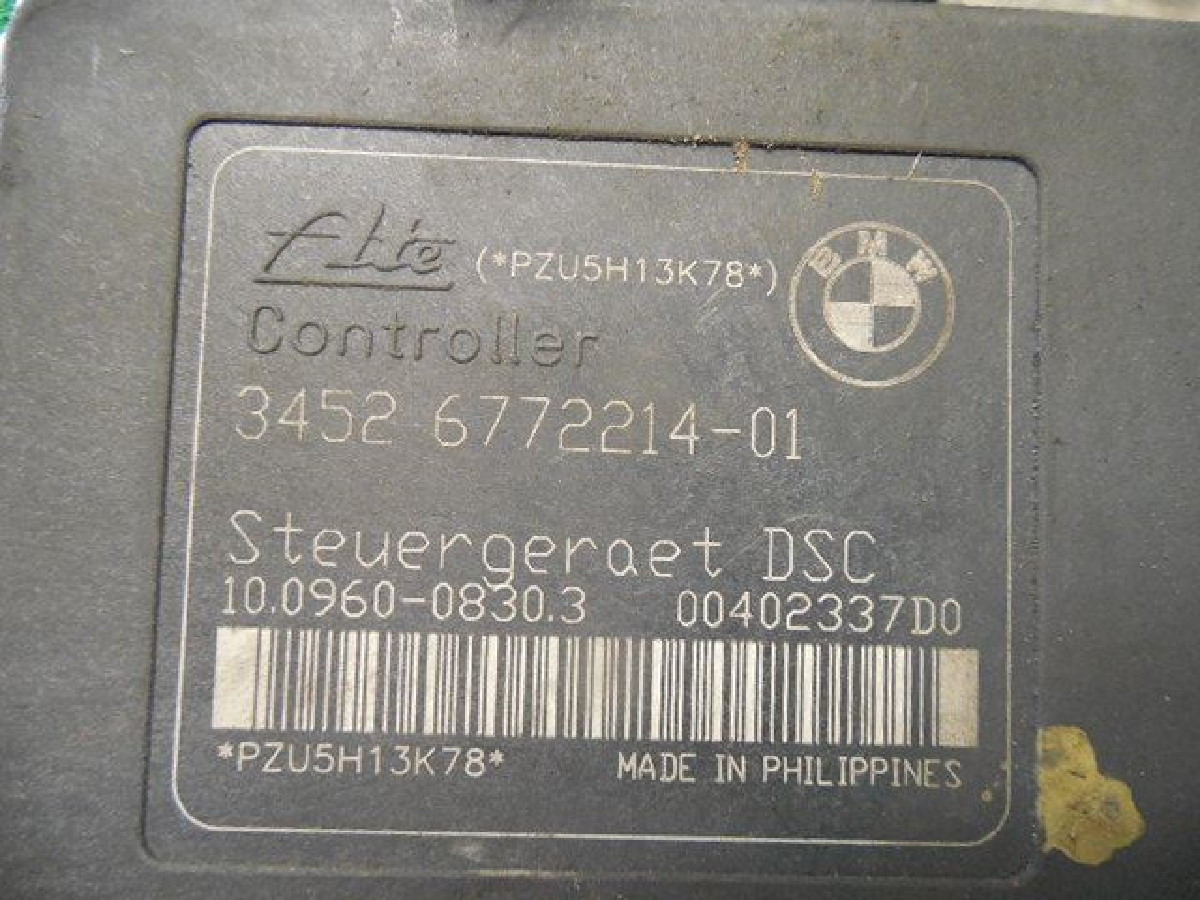 Ate (*PZU5H13K78*)
BMW
Controller
3452 6772214-01
Steuergeraet DSC
10.0960-0830.3 00402337D0
*PZU5H13K78* MADE IN PHILIPPINES